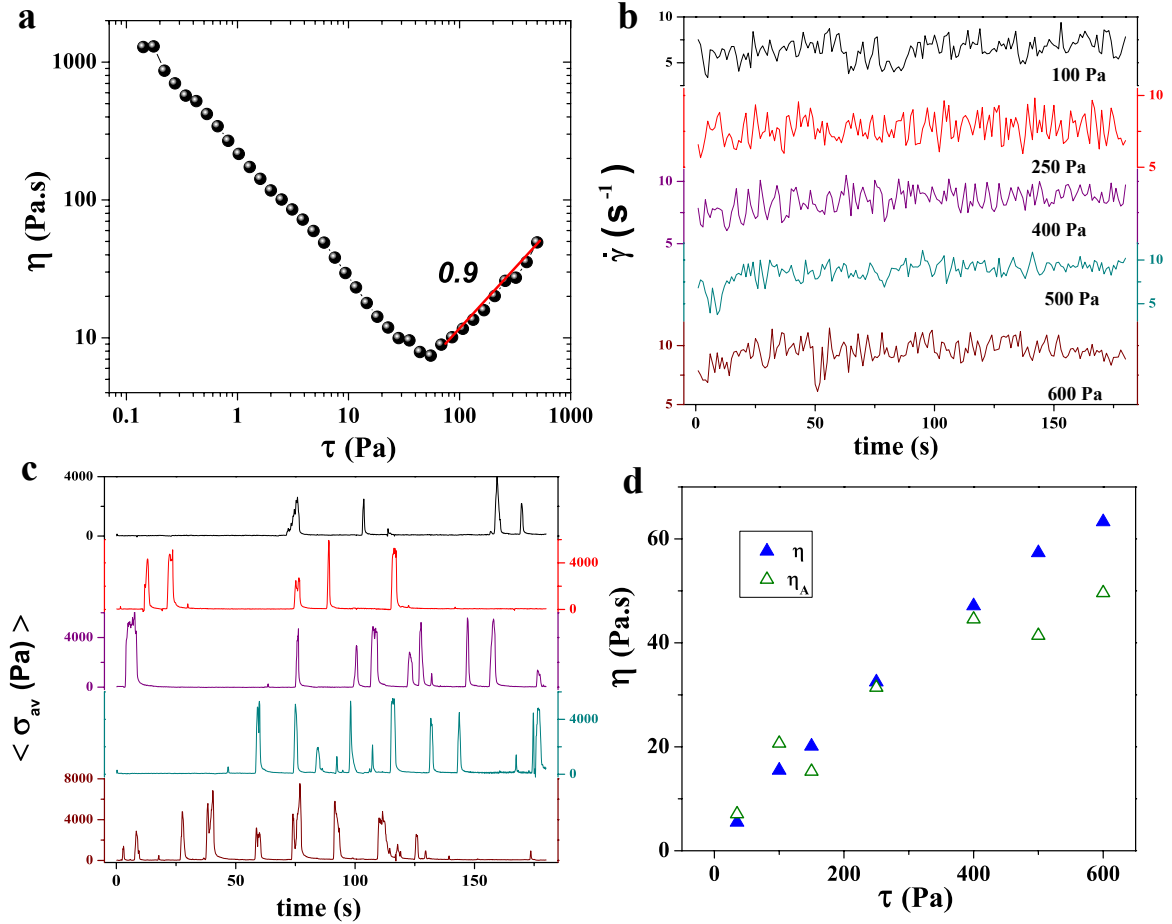 a
1000
100
10
η (Pa.s)
0.9
0.1 1 10 100 1000
τ (Pa)
b
10
5
100 Pa
10
5
250 Pa
10
5
400 Pa
10
5
500 Pa
10
5
600 Pa
γ̇ (s⁻¹)
0 50 100 150
time (s)
c
4000
0
4000
0
4000
0
4000
0
8000
4000
0
< σav (Pa) >
0 50 100 150
time (s)
d
60
40
20
0
η (Pa.s)
η
ηA
0 200 400 600
τ (Pa)